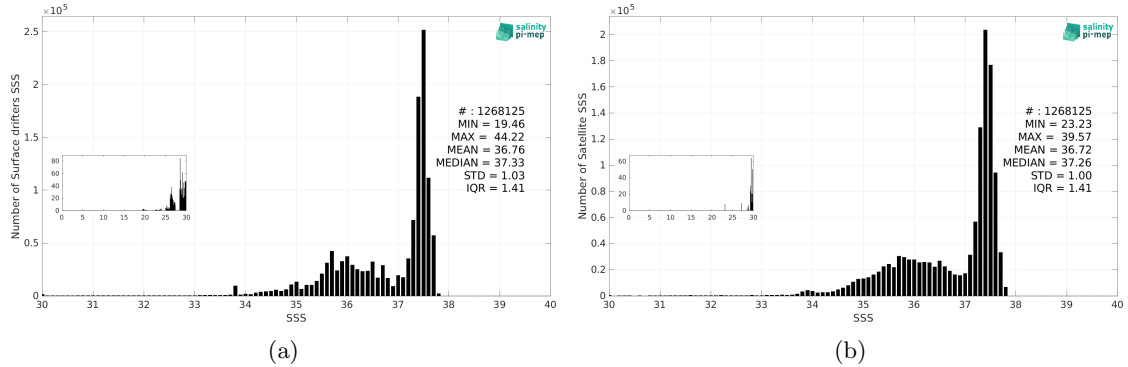 ×10⁵
2.5
2
1.5
1
0.5
0
Number of Surface drifters SSS
salinity
pi-mep
# : 1268125
MIN = 19.46
MAX = 44.22
MEAN = 36.76
MEDIAN = 37.33
STD = 1.03
IQR = 1.41
80
60
40
20
0
0 5 10 15 20 25 30
30 31 32 33 34 35 36 37 38 39 40
SSS
(a)
×10⁵
2
1.8
1.6
1.4
1.2
1
0.8
0.6
0.4
0.2
0
Number of Satellite SSS
salinity
pi-mep
# : 1268125
MIN = 23.23
MAX = 39.57
MEAN = 36.72
MEDIAN = 37.26
STD = 1.00
IQR = 1.41
60
40
20
0
0 5 10 15 20 25 30
30 31 32 33 34 35 36 37 38 39 40
SSS
(b)